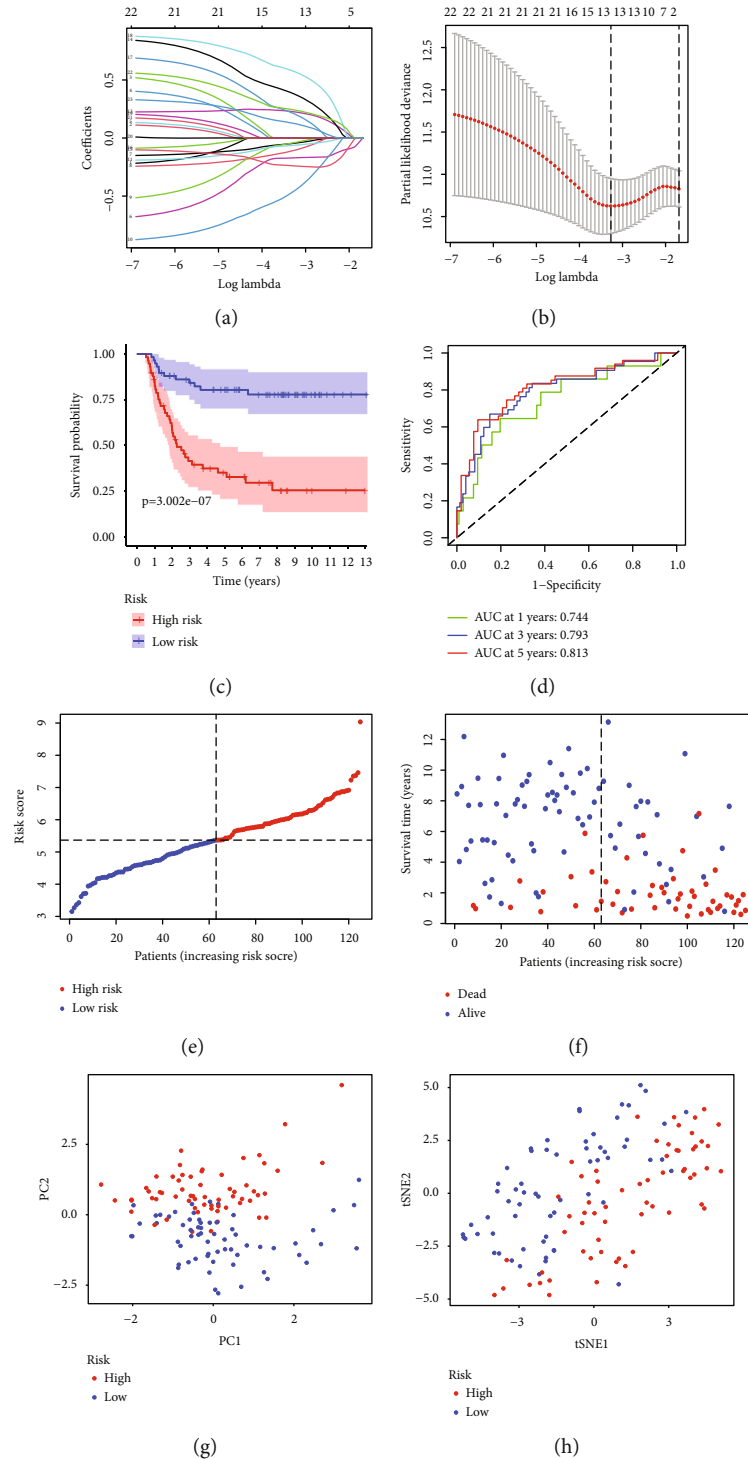 22 21 21 15 13 5
Coefficients
0.5
0.0
−0.5
−7 −6 −5 −4 −3 −2
Log lambda
(a)
22 22 21 21 21 21 21 16 15 13 13 13 10 7 2
Partial likelihood deviance
12.5
11.5
10.5
−7 −6 −5 −4 −3 −2
Log lambda
(b)
Survival probability
1.00
0.75
0.50
0.25
0.00
p=3.002e−07
0 1 2 3 4 5 6 7 8 9 10 11 12 13
Time (years)
Risk
High risk
Low risk
(c)
Sensitivity
1.0
0.8
0.6
0.4
0.2
0.0
0.0 0.2 0.4 0.6 0.8 1.0
1−Specificity
AUC at 1 years: 0.744
AUC at 3 years: 0.793
AUC at 5 years: 0.813
(d)
Risk score
9
8
7
6
5
4
3
0 20 40 60 80 100 120
Patients (increasing risk socre)
High risk
Low risk
(e)
Survival time (years)
12
10
8
6
4
2
0
0 20 40 60 80 100 120
Patients (increasing risk socre)
Dead
Alive
(f)
PC2
2.5
0.0
−2.5
−2 0 2
PC1
Risk
High
Low
(g)
tSNE2
5.0
2.5
0.0
−2.5
−5.0
−3 0 3
tSNE1
Risk
High
Low
(h)